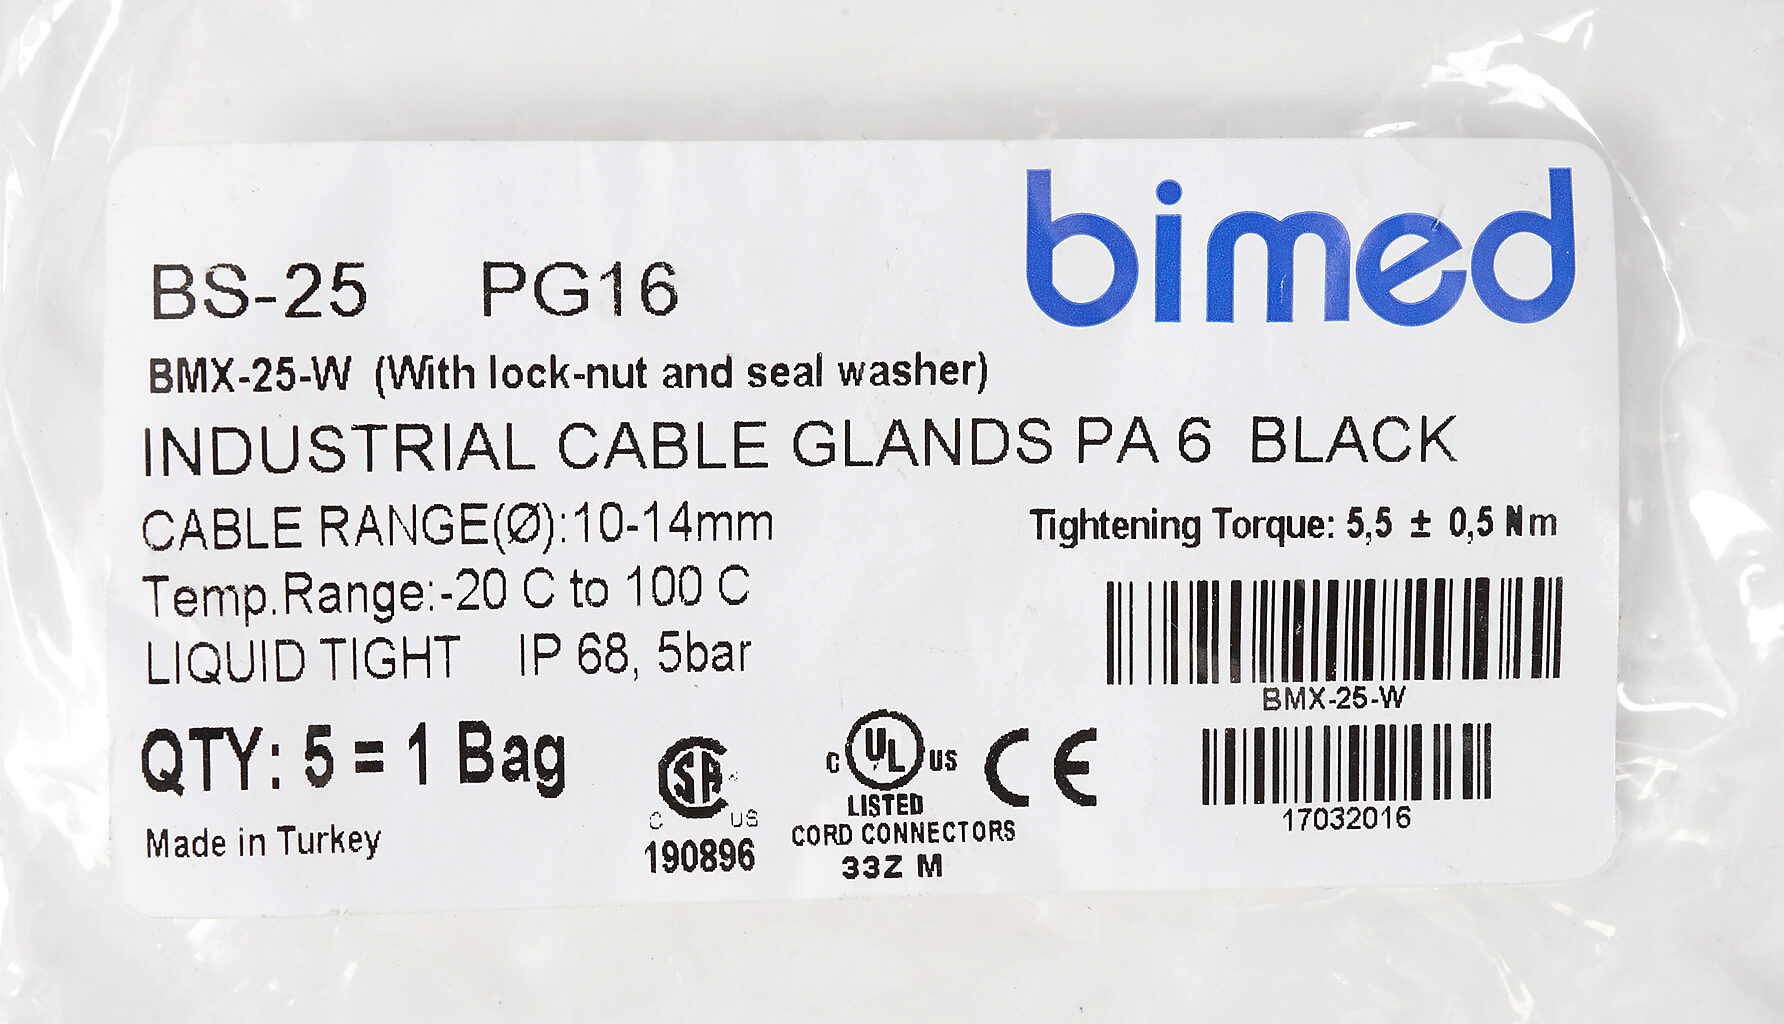 bimed
BS-25 PG16
BMX-25-W (With lock-nut and seal washer)
INDUSTRIAL CABLE GLANDS PA 6 BLACK
CABLE RANGE(Ø):10-14mm
Tightening Torque: 5,5 ± 0,5 Nm
Temp.Range:-20 C to 100 C
LIQUID TIGHT IP 68, 5bar
BMX-25-W
QTY: 5 = 1 Bag
17032016
Made in Turkey
C SA US
190896
C UL US
LISTED
CORD CONNECTORS
33Z M
CE